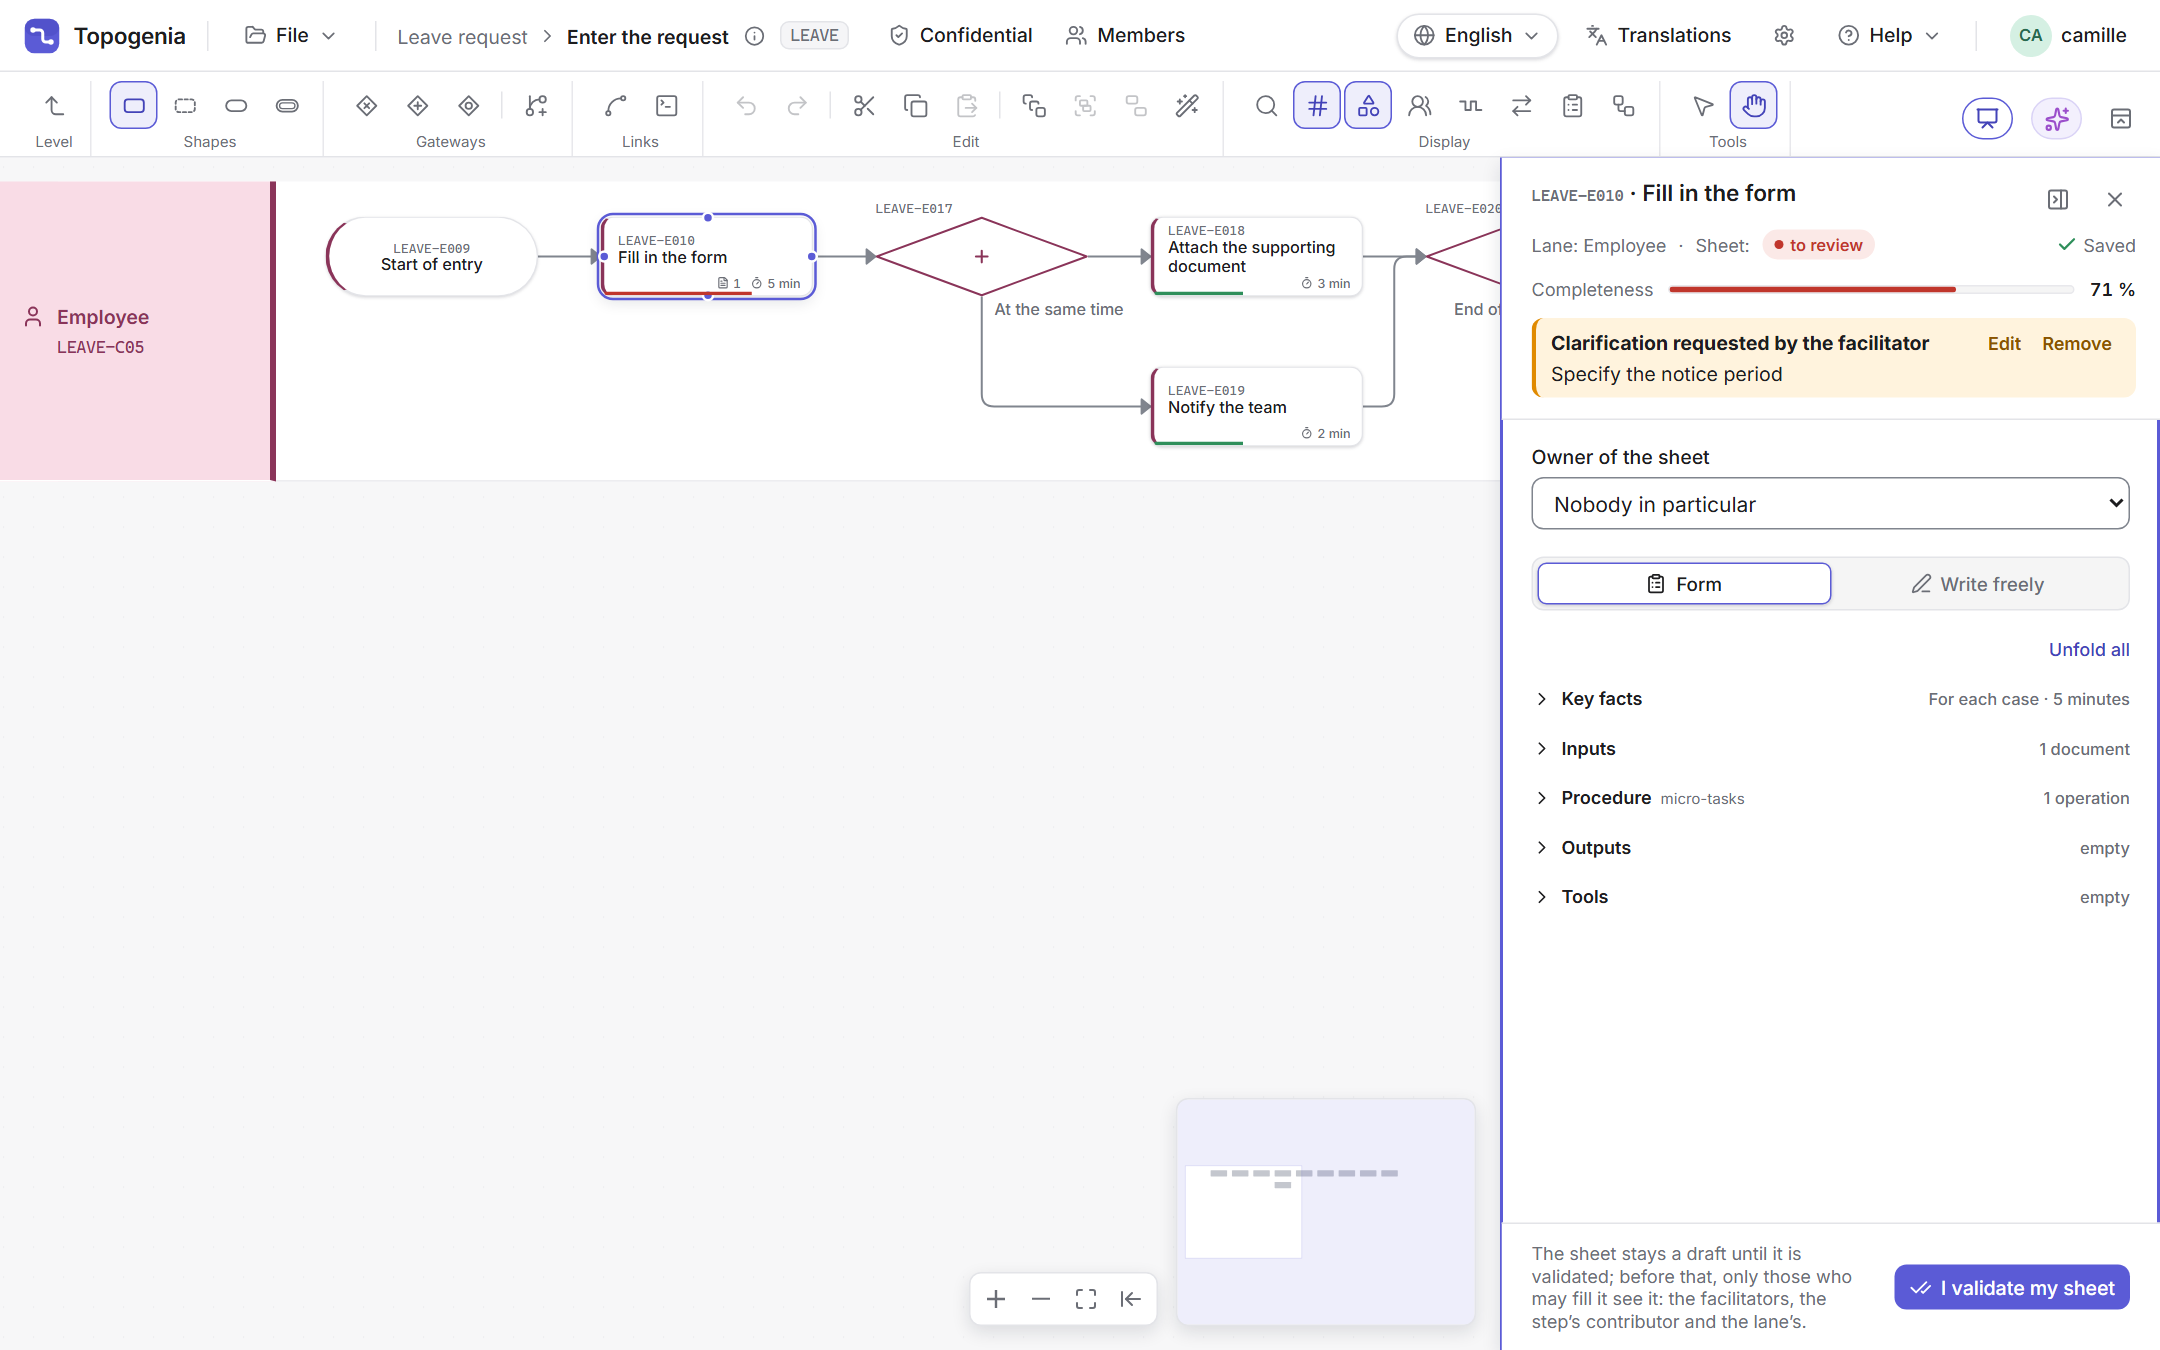 Topogenia
File
Leave request
Enter the request
LEAVE
Confidential
Members
English
Translations
Help
CA
camille
Level
Shapes
Gateways
Links
Edit
Display
Tools
Employee
LEAVE-C05
LEAVE-E009
Start of entry
LEAVE-E010
Fill in the form
1
5 min
LEAVE-E017
At the same time
LEAVE-E018
Attach the supporting
document
3 min
LEAVE-E019
Notify the team
2 min
LEAVE-E020
End of
LEAVE-E010 · Fill in the form
Lane: Employee · Sheet: to review
Saved
Completeness
71 %
Clarification requested by the facilitator
Edit
Remove
Specify the notice period
Owner of the sheet
Nobody in particular
Form
Write freely
Unfold all
Key facts
For each case · 5 minutes
Inputs
1 document
Procedure micro-tasks
1 operation
Outputs
empty
Tools
empty
The sheet stays a draft until it is
validated; before that, only those who
may fill it see it: the facilitators, the
step’s contributor and the lane’s.
I validate my sheet